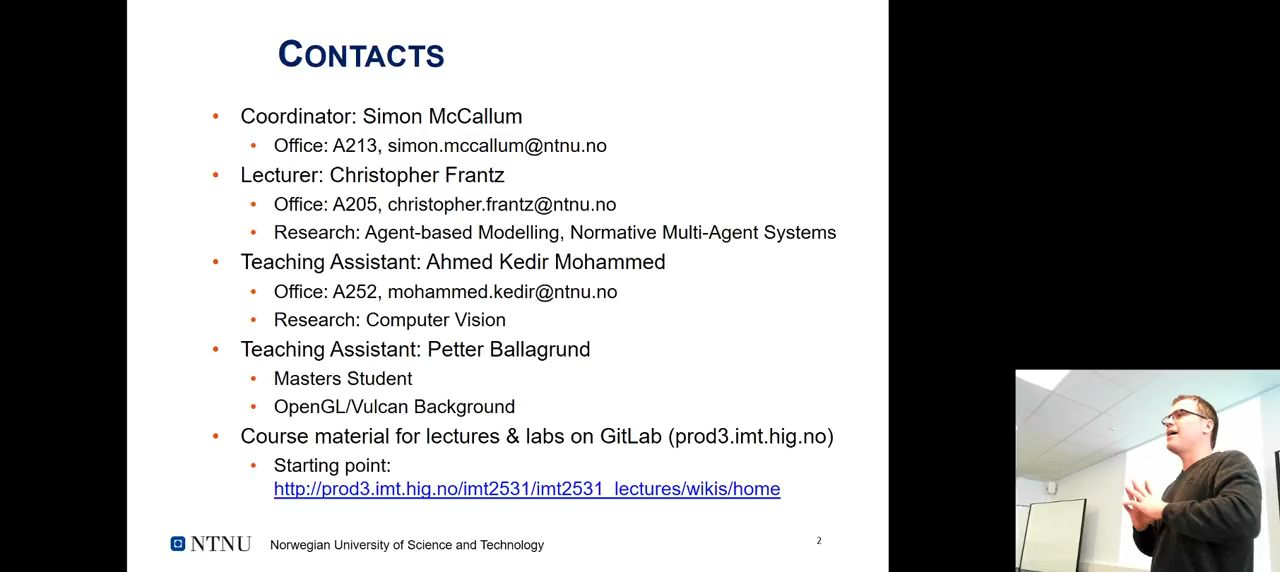 CONTACTS
• Coordinator: Simon McCallum
• Office: A213, simon.mccallum@ntnu.no
• Lecturer: Christopher Frantz
• Office: A205, christopher.frantz@ntnu.no
• Research: Agent-based Modelling, Normative Multi-Agent Systems
• Teaching Assistant: Ahmed Kedir Mohammed
• Office: A252, mohammed.kedir@ntnu.no
• Research: Computer Vision
• Teaching Assistant: Petter Ballagrund
• Masters Student
• OpenGL/Vulcan Background
• Course material for lectures & labs on GitLab (prod3.imt.hig.no)
• Starting point:
http://prod3.imt.hig.no/imt2531/imt2531_lectures/wikis/home
NTNU Norwegian University of Science and Technology 2